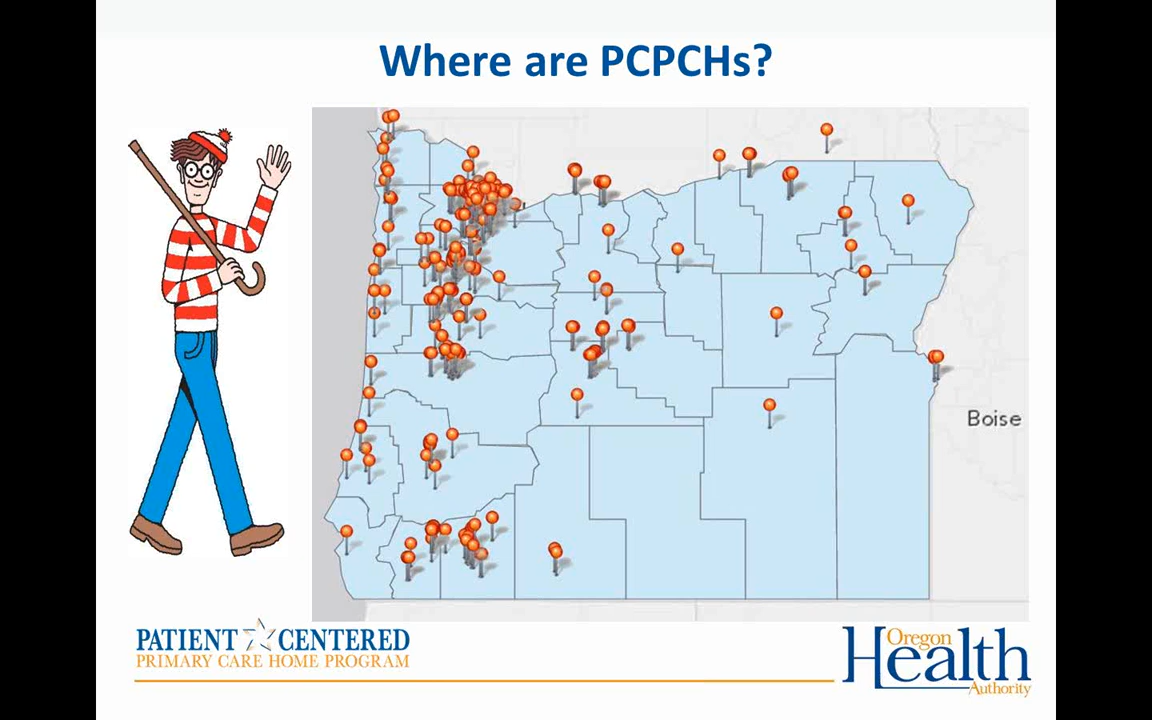 Where are PCPCHs?
Boise
PATIENT CENTERED
PRIMARY CARE HOME PROGRAM
Oregon
Health
Authority